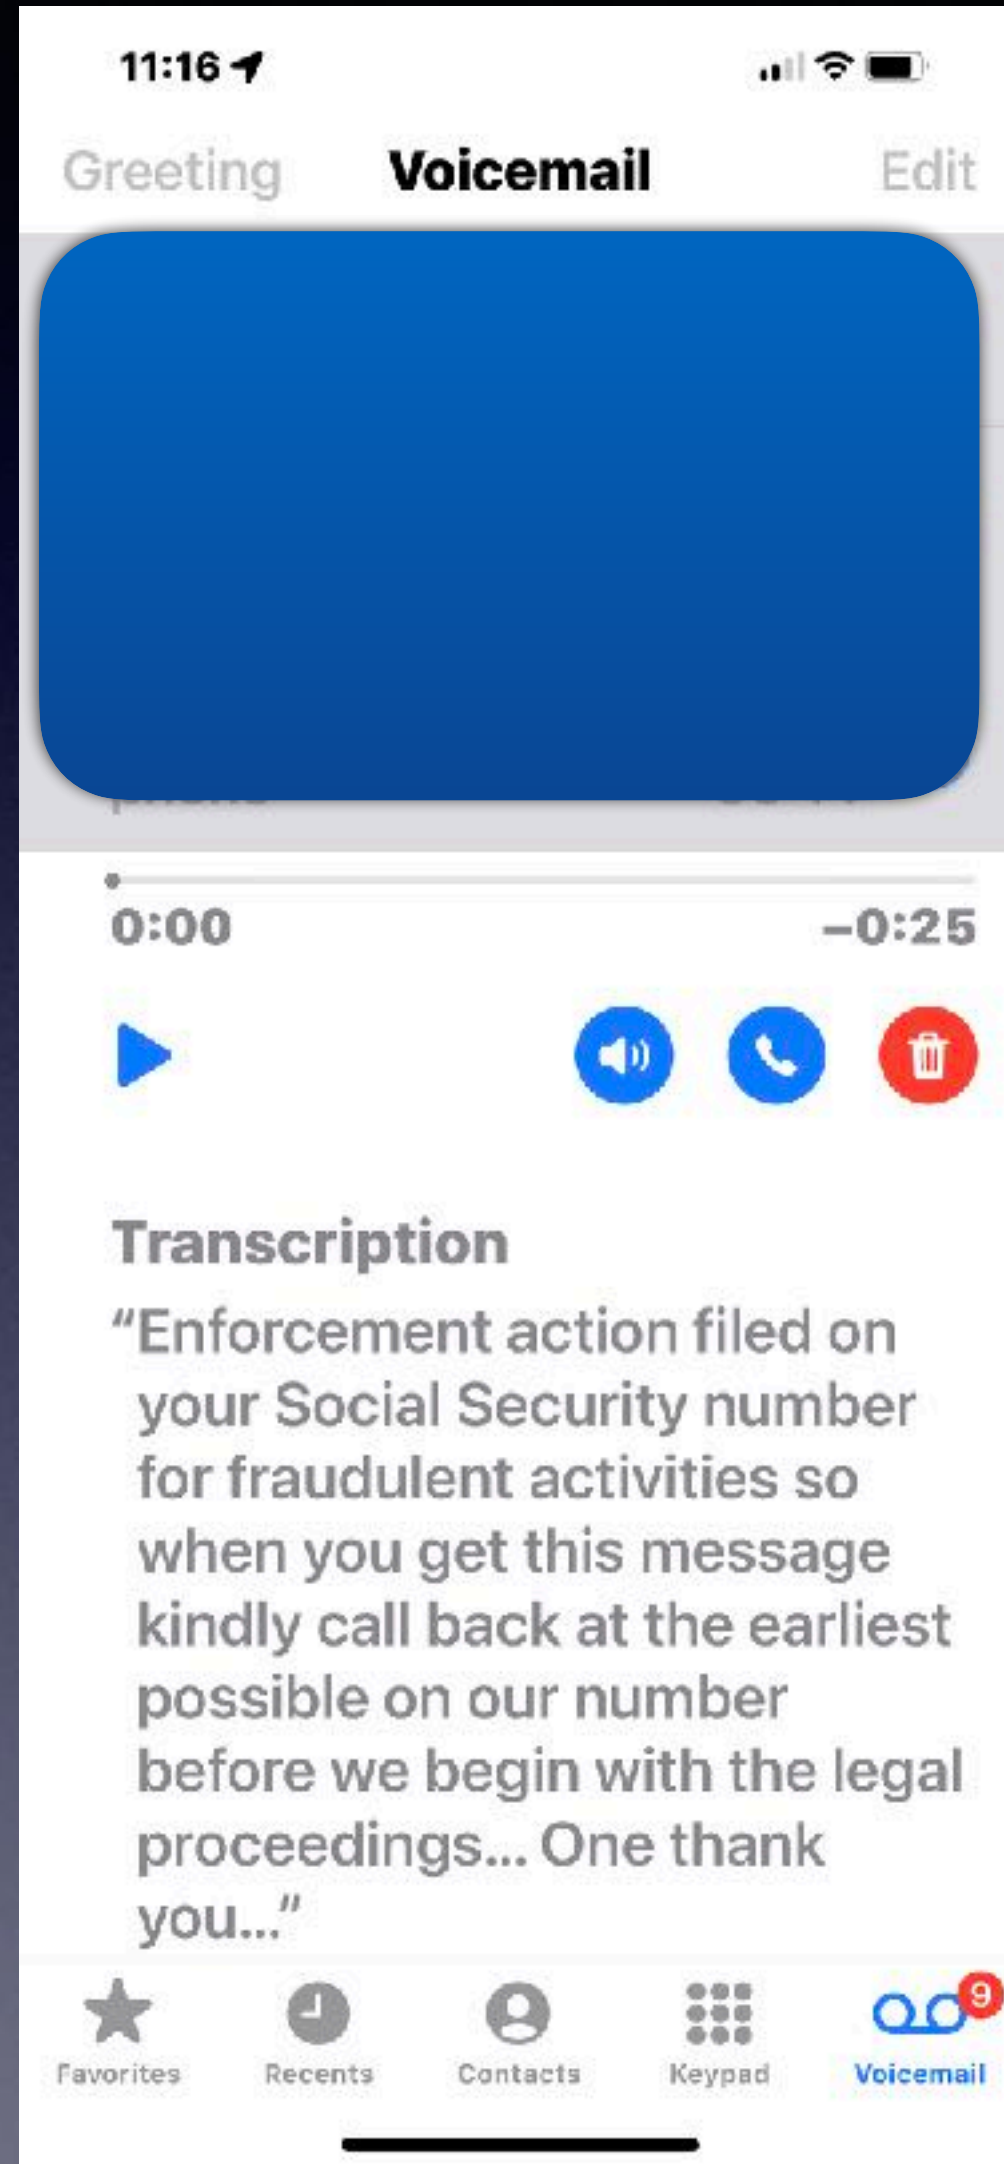 11:16
Greeting Voicemail Edit
0:00 -0:25
Transcription
“Enforcement action filed on
your Social Security number
for fraudulent activities so
when you get this message
kindly call back at the earliest
possible on our number
before we begin with the legal
proceedings... One thank
you...”
9
Favorites Recents Contacts Keypad Voicemail